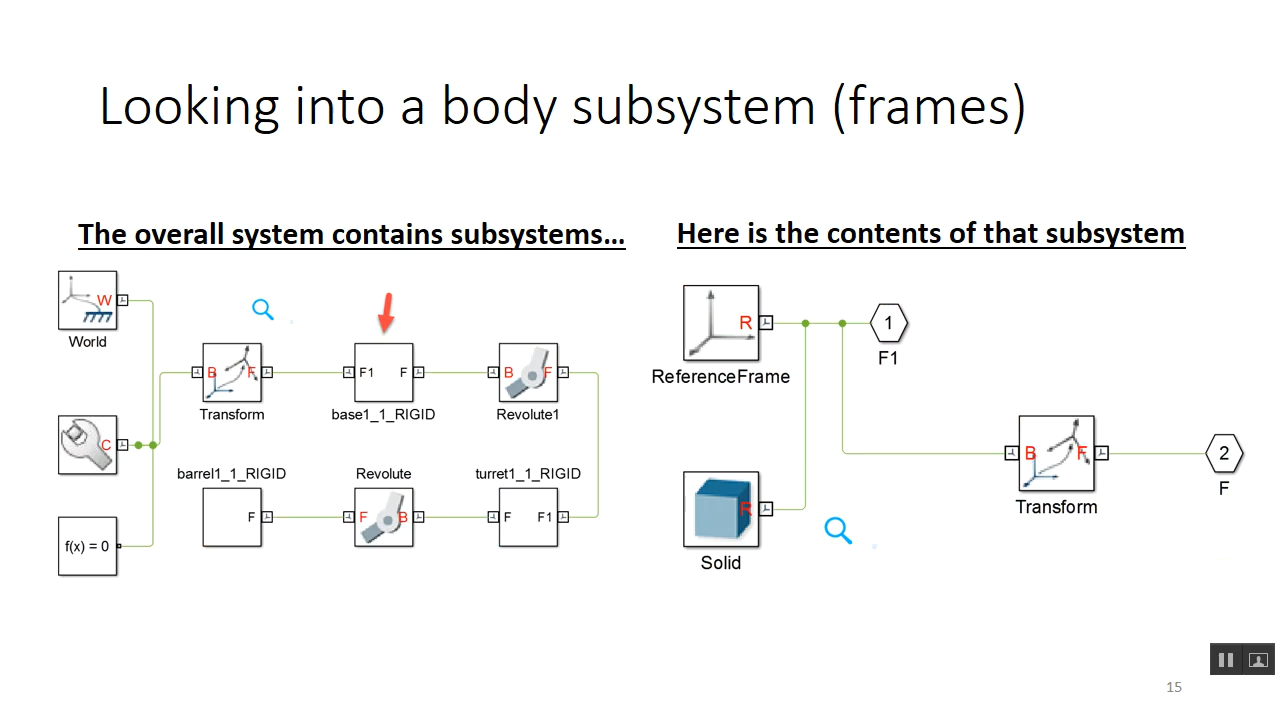 Looking into a body subsystem (frames)
The overall system contains subsystems...
Here is the contents of that subsystem
W
World
C
f(x) = 0
B F
Transform
F1 F
base1_1_RIGID
B F
Revolute1
barrel1_1_RIGID
F
Revolute
F B
turret1_1_RIGID
F F1
R
ReferenceFrame
1
F1
R
Solid
B F
Transform
2
F
15